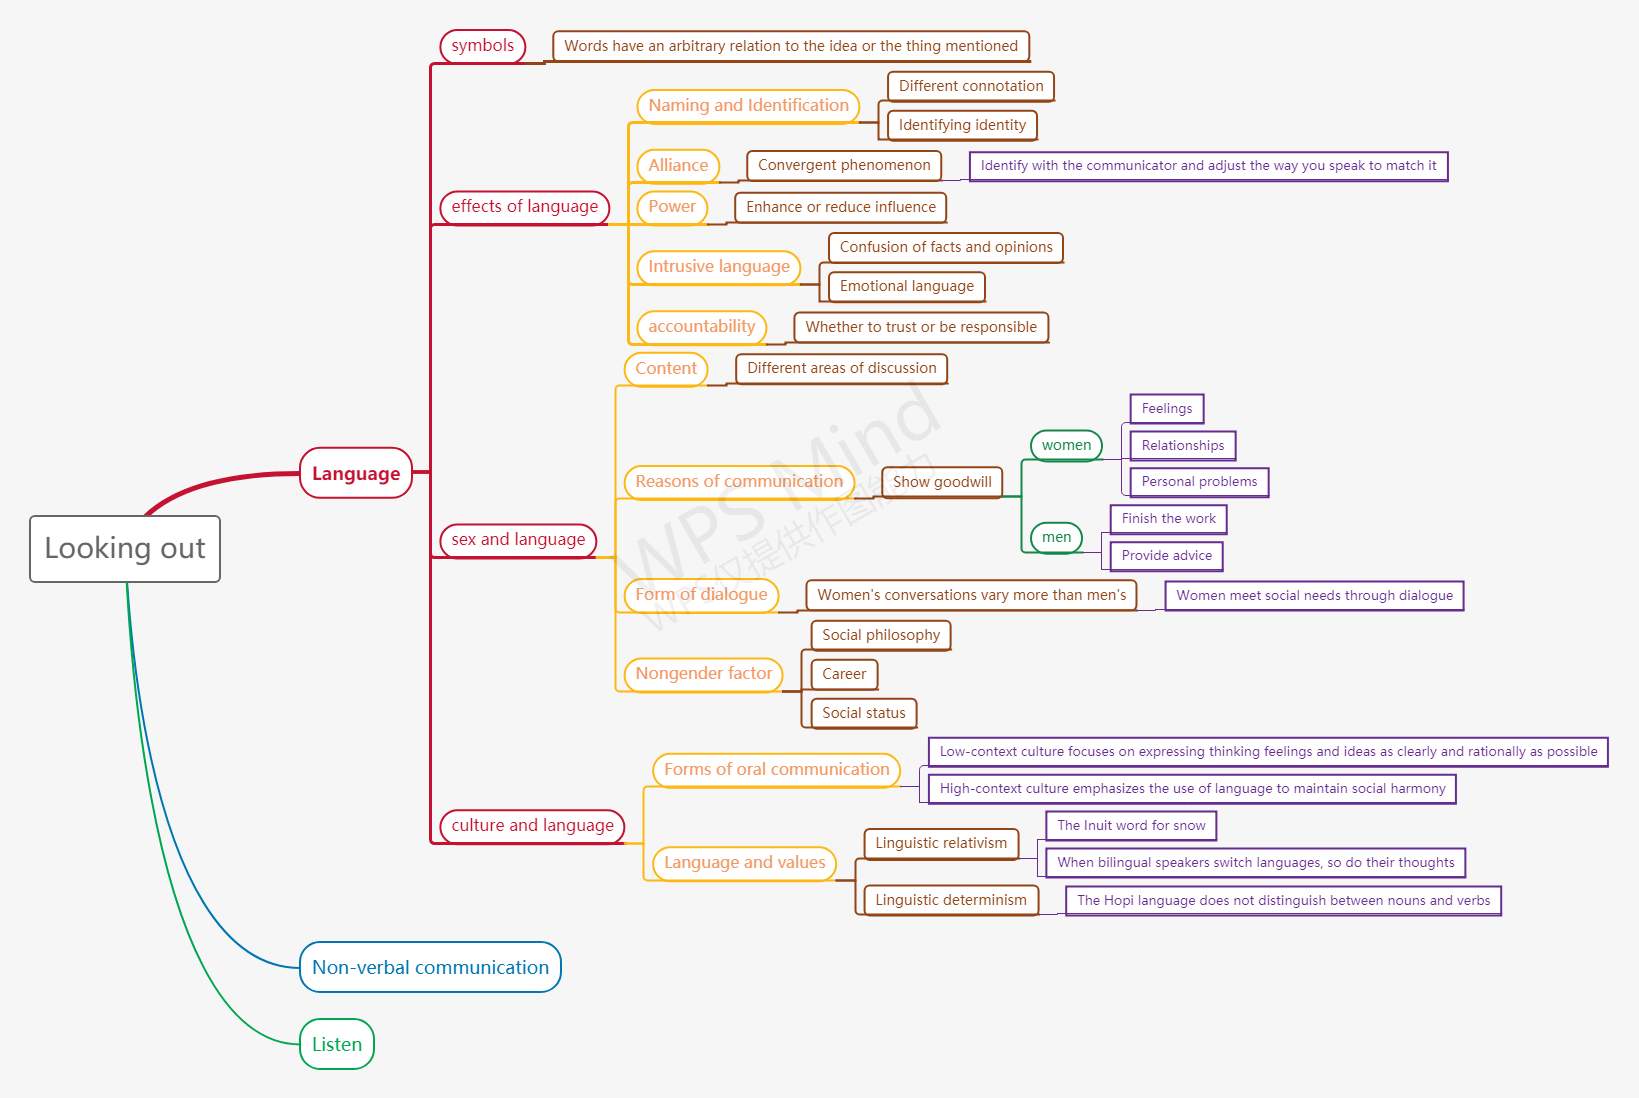 symbols
Words have an arbitrary relation to the idea or the thing mentioned
effects of language
Naming and Identification
Different connotation
Identifying identity
Alliance
Convergent phenomenon
Identify with the communicator and adjust the way you speak to match it
Power
Enhance or reduce influence
Intrusive language
Confusion of facts and opinions
Emotional language
accountability
Whether to trust or be responsible
Language
sex and language
Content
Different areas of discussion
Reasons of communication
Show goodwill
women
Feelings
Relationships
Personal problems
men
Finish the work
Provide advice
Form of dialogue
Women's conversations vary more than men's
Women meet social needs through dialogue
Nongender factor
Social philosophy
Career
Social status
culture and language
Forms of oral communication
Low-context culture focuses on expressing thinking feelings and ideas as clearly and rationally as possible
High-context culture emphasizes the use of language to maintain social harmony
Language and values
Linguistic relativism
The Inuit word for snow
When bilingual speakers switch languages, so do their thoughts
Linguistic determinism
The Hopi language does not distinguish between nouns and verbs
Looking out
Non-verbal communication
Listen
WPS Mind
WPS仅提供作图能力